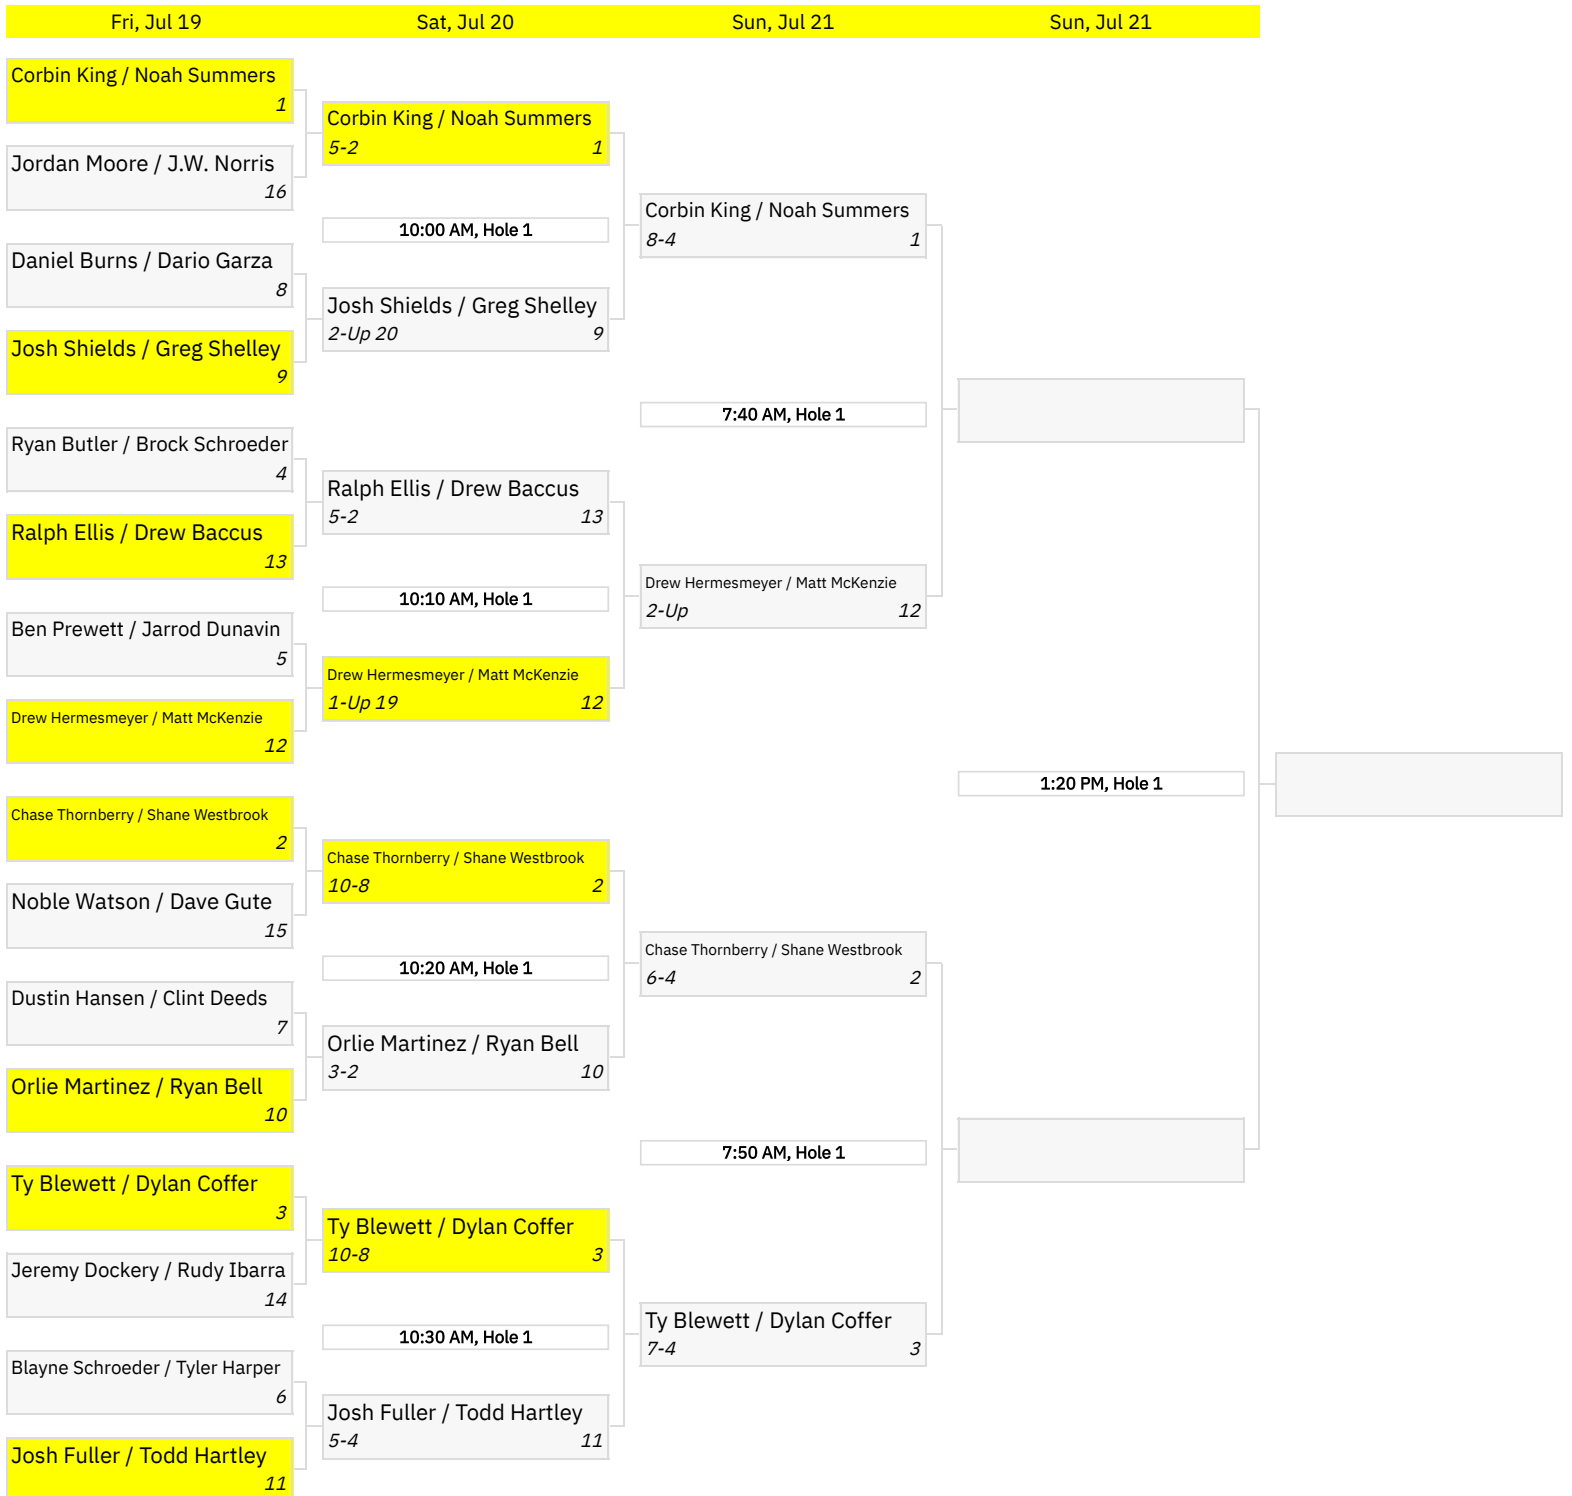 Fri, Jul 19
Sat, Jul 20
Sun, Jul 21
Sun, Jul 21
Corbin King / Noah Summers
1
Jordan Moore / J.W. Norris
16
Daniel Burns / Dario Garza
8
Josh Shields / Greg Shelley
9
Ryan Butler / Brock Schroeder
4
Ralph Ellis / Drew Baccus
13
Ben Prewett / Jarrod Dunavin
5
Drew Hermesmeyer / Matt McKenzie
12
Chase Thornberry / Shane Westbrook
2
Noble Watson / Dave Gute
15
Dustin Hansen / Clint Deeds
7
Orlie Martinez / Ryan Bell
10
Ty Blewett / Dylan Coffer
3
Jeremy Dockery / Rudy Ibarra
14
Blayne Schroeder / Tyler Harper
6
Josh Fuller / Todd Hartley
11
Corbin King / Noah Summers
5-2 1
10:00 AM, Hole 1
Josh Shields / Greg Shelley
2-Up 20 9
Ralph Ellis / Drew Baccus
5-2 13
10:10 AM, Hole 1
Drew Hermesmeyer / Matt McKenzie
1-Up 19 12
Chase Thornberry / Shane Westbrook
10-8 2
10:20 AM, Hole 1
Orlie Martinez / Ryan Bell
3-2 10
Ty Blewett / Dylan Coffer
10-8 3
10:30 AM, Hole 1
Josh Fuller / Todd Hartley
5-4 11
Corbin King / Noah Summers
8-4 1
7:40 AM, Hole 1
Drew Hermesmeyer / Matt McKenzie
2-Up 12
Chase Thornberry / Shane Westbrook
6-4 2
7:50 AM, Hole 1
Ty Blewett / Dylan Coffer
7-4 3
1:20 PM, Hole 1